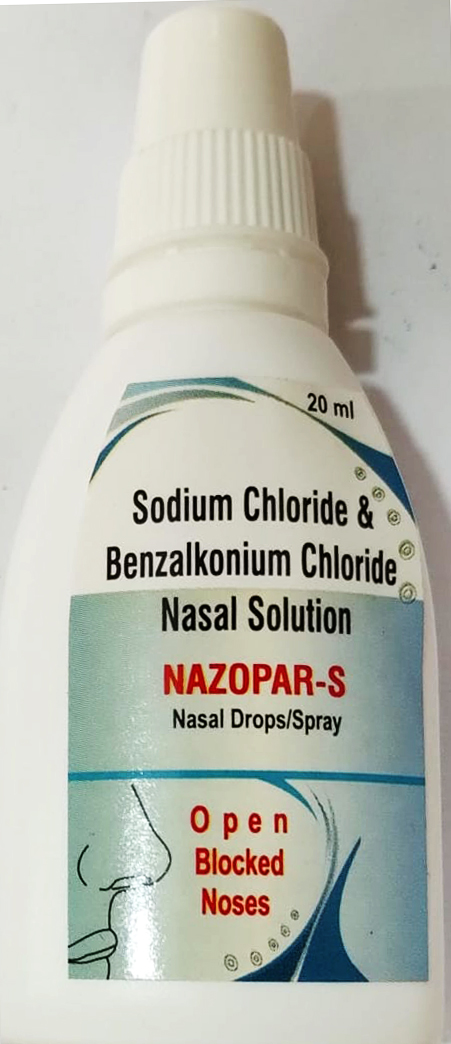 20 ml
Sodium Chloride &
Benzalkonium Chloride
Nasal Solution
NAZOPAR-S
Nasal Drops/Spray
Open
Blocked
Noses